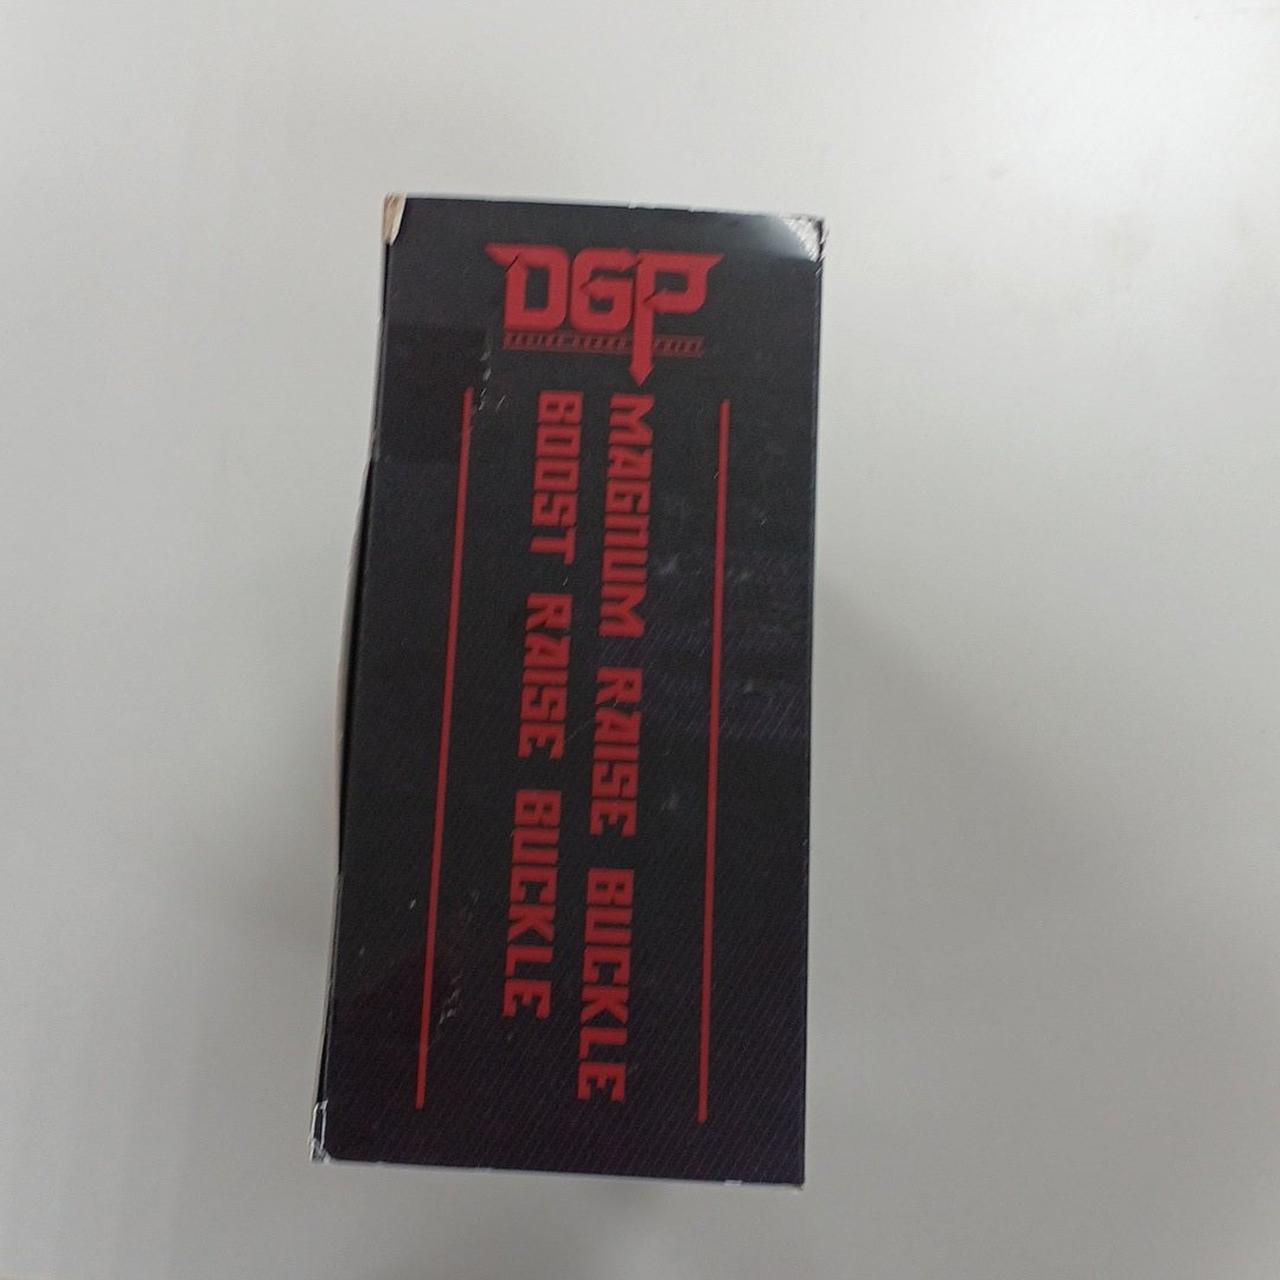 DGP
MAGNUM RAISE BUCKLE
BOOST RAISE BUCKLE